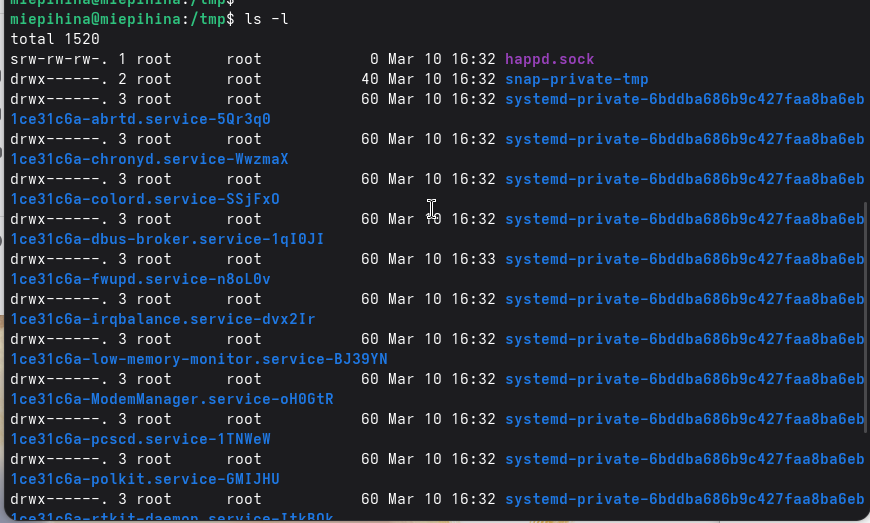 miepihina@miepihina:/tmp$
miepihina@miepihina:/tmp$ ls -l
total 1520
srw-rw-rw-. 1 root      root               0 Mar 10 16:32 happd.sock
drwx------. 2 root      root              40 Mar 10 16:32 snap-private-tmp
drwx------. 3 root      root              60 Mar 10 16:32 systemd-private-6bddba686b9c427faa8ba6eb
1ce31c6a-abrtd.service-5Qr3q0
drwx------. 3 root      root              60 Mar 10 16:32 systemd-private-6bddba686b9c427faa8ba6eb
1ce31c6a-chronyd.service-WwzmaX
drwx------. 3 root      root              60 Mar 10 16:32 systemd-private-6bddba686b9c427faa8ba6eb
1ce31c6a-colord.service-SSjFxO
drwx------. 3 root      root              60 Mar 10 16:32 systemd-private-6bddba686b9c427faa8ba6eb
1ce31c6a-dbus-broker.service-1qI0JI
drwx------. 3 root      root              60 Mar 10 16:33 systemd-private-6bddba686b9c427faa8ba6eb
1ce31c6a-fwupd.service-n8oL0v
drwx------. 3 root      root              60 Mar 10 16:32 systemd-private-6bddba686b9c427faa8ba6eb
1ce31c6a-irqbalance.service-dvx2Ir
drwx------. 3 root      root              60 Mar 10 16:32 systemd-private-6bddba686b9c427faa8ba6eb
1ce31c6a-low-memory-monitor.service-BJ39YN
drwx------. 3 root      root              60 Mar 10 16:32 systemd-private-6bddba686b9c427faa8ba6eb
1ce31c6a-ModemManager.service-oH0GtR
drwx------. 3 root      root              60 Mar 10 16:32 systemd-private-6bddba686b9c427faa8ba6eb
1ce31c6a-pcscd.service-1TNWeW
drwx------. 3 root      root              60 Mar 10 16:32 systemd-private-6bddba686b9c427faa8ba6eb
1ce31c6a-polkit.service-GMIJHU
drwx------. 3 root      root              60 Mar 10 16:32 systemd-private-6bddba686b9c427faa8ba6eb
1ce31c6a-rtkit-daemon.service-ItkBOk